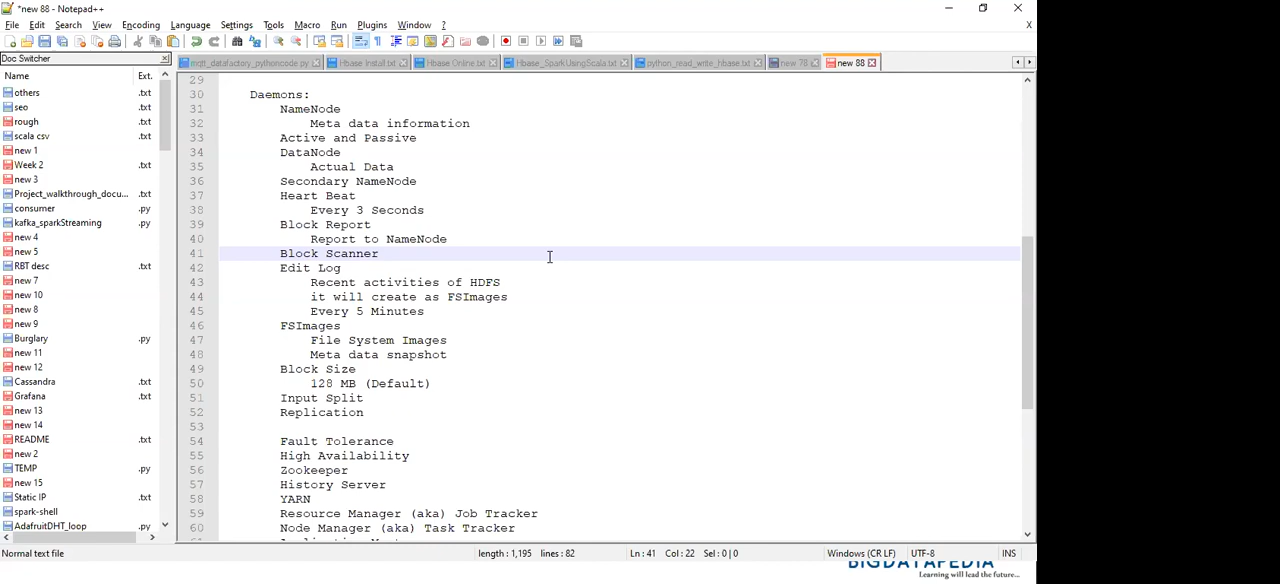 *new 88 - Notepad++
File Edit Search View Encoding Language Settings Tools Macro Run Plugins Window ? X
Doc Switcher
mqtt_datafactory_pythoncode.py Hbase Install.txt Hbase Online.txt Hbase_SparkUsingScala.txt python_read_write_hbase.txt new 78 new 88
Name Ext.
others .txt
seo .txt
rough .txt
scala csv .txt
new 1
Week 2 .txt
new 3
Project_walkthrough_docu... .txt
consumer .py
kafka_sparkStreaming .py
new 4
new 5
RBT desc .txt
new 7
new 10
new 8
new 9
Burglary .py
new 11
new 12
Cassandra .txt
Grafana .txt
new 13
new 14
README .txt
new 2
TEMP .py
new 15
Static IP .txt
spark-shell
AdafruitDHT_loop .py
29
30 Daemons:
31 NameNode
32 Meta data information
33 Active and Passive
34 DataNode
35 Actual Data
36 Secondary NameNode
37 Heart Beat
38 Every 3 Seconds
39 Block Report
40 Report to NameNode
41 Block Scanner
42 Edit Log
43 Recent activities of HDFS
44 it will create as FSImages
45 Every 5 Minutes
46 FSImages
47 File System Images
48 Meta data snapshot
49 Block Size
50 128 MB (Default)
51 Input Split
52 Replication
53
54 Fault Tolerance
55 High Availability
56 Zookeeper
57 History Server
58 YARN
59 Resource Manager (aka) Job Tracker
60 Node Manager (aka) Task Tracker
Normal text file length : 1,195 lines : 82 Ln : 41 Col : 22 Sel : 0 | 0 Windows (CR LF) UTF-8 INS
BIGDATAPEDIA
Learning will lead the future...